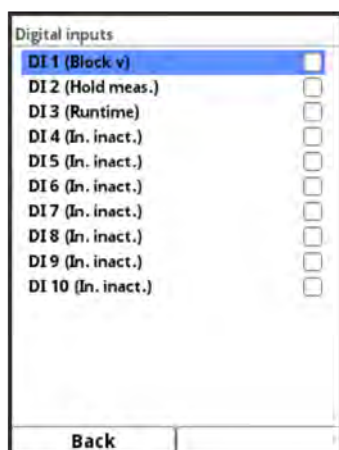 Digital inputs
DI 1 (Block v)
DI 2 (Hold meas.)
DI 3 (Runtime)
DI 4 (In. inact.)
DI 5 (In. inact.)
DI 6 (In. inact.)
DI 7 (In. inact.)
DI 8 (In. inact.)
DI 9 (In. inact.)
DI 10 (In. inact.)
Back